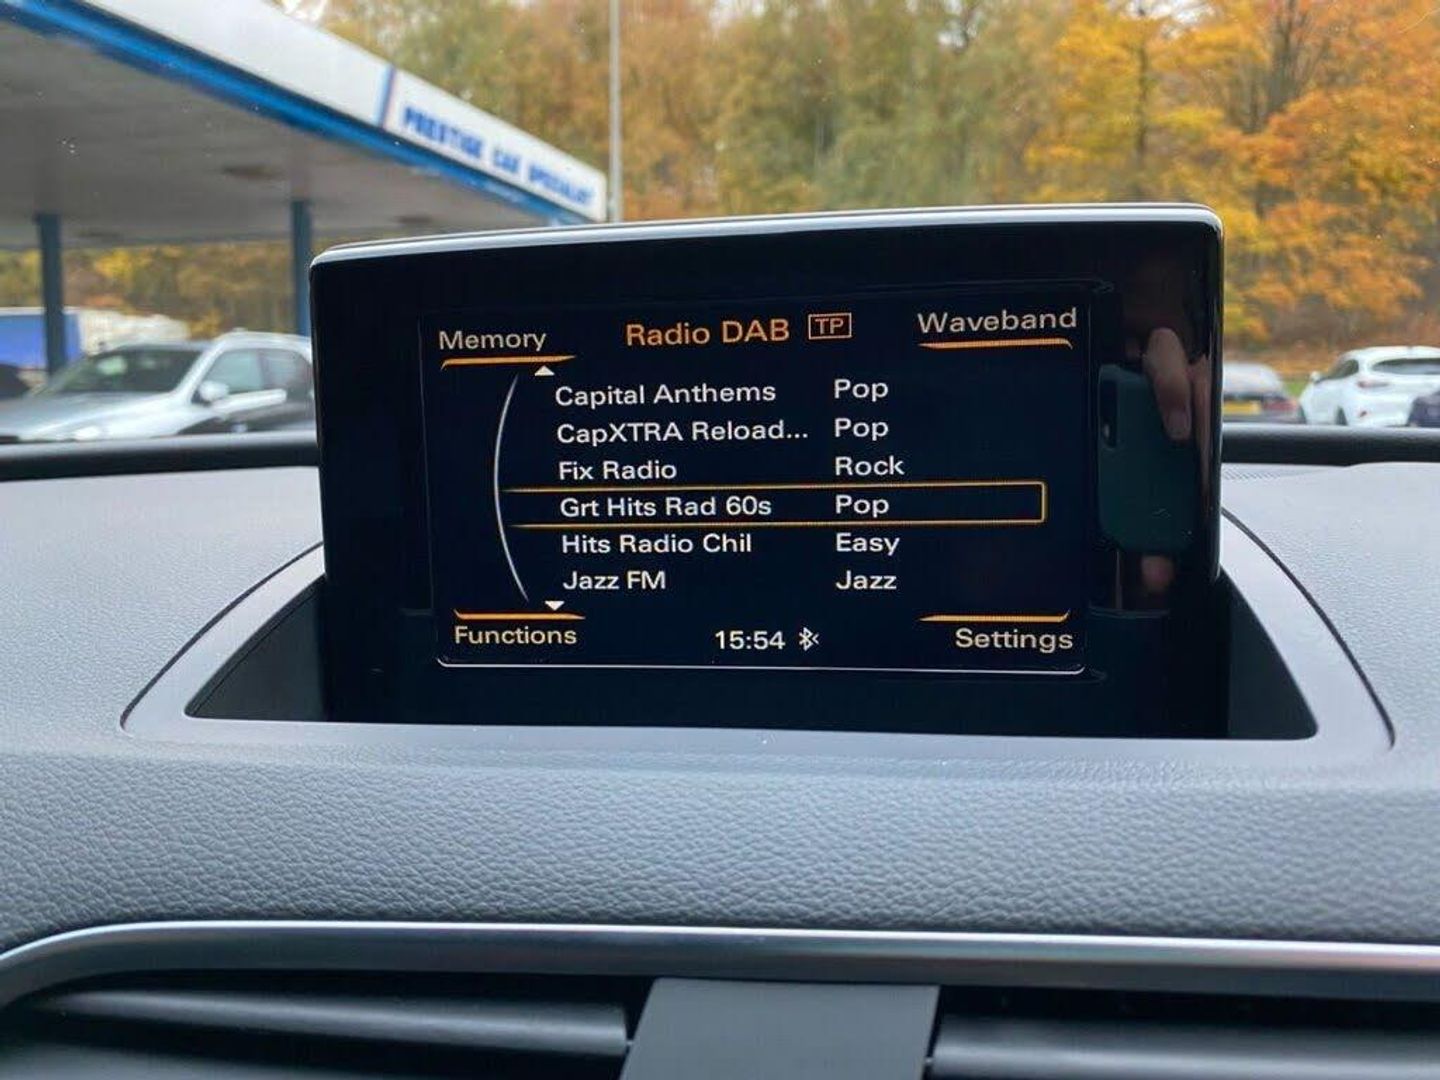 PRESTIGE CAR SPECIALIST
Memory
Radio DAB TP
Waveband
Capital Anthems Pop
CapXTRA Reload... Pop
Fix Radio Rock
Grt Hits Rad 60s Pop
Hits Radio Chil Easy
Jazz FM Jazz
Functions
15:54
Settings